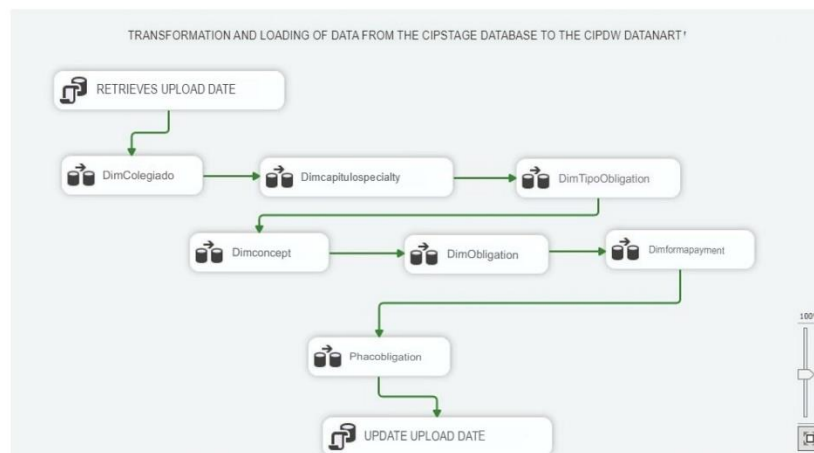 TRANSFORMATION AND LOADING OF DATA FROM THE CIPSTAGE DATABASE TO THE CIPDW DATANART'
RETRIEVES UPLOAD DATE
DimColegiado
Dimcapitulospecialty
DimTipoObligation
Dimconcept
DimObligation
Dimformapayment
Phacobligation
UPDATE UPLOAD DATE